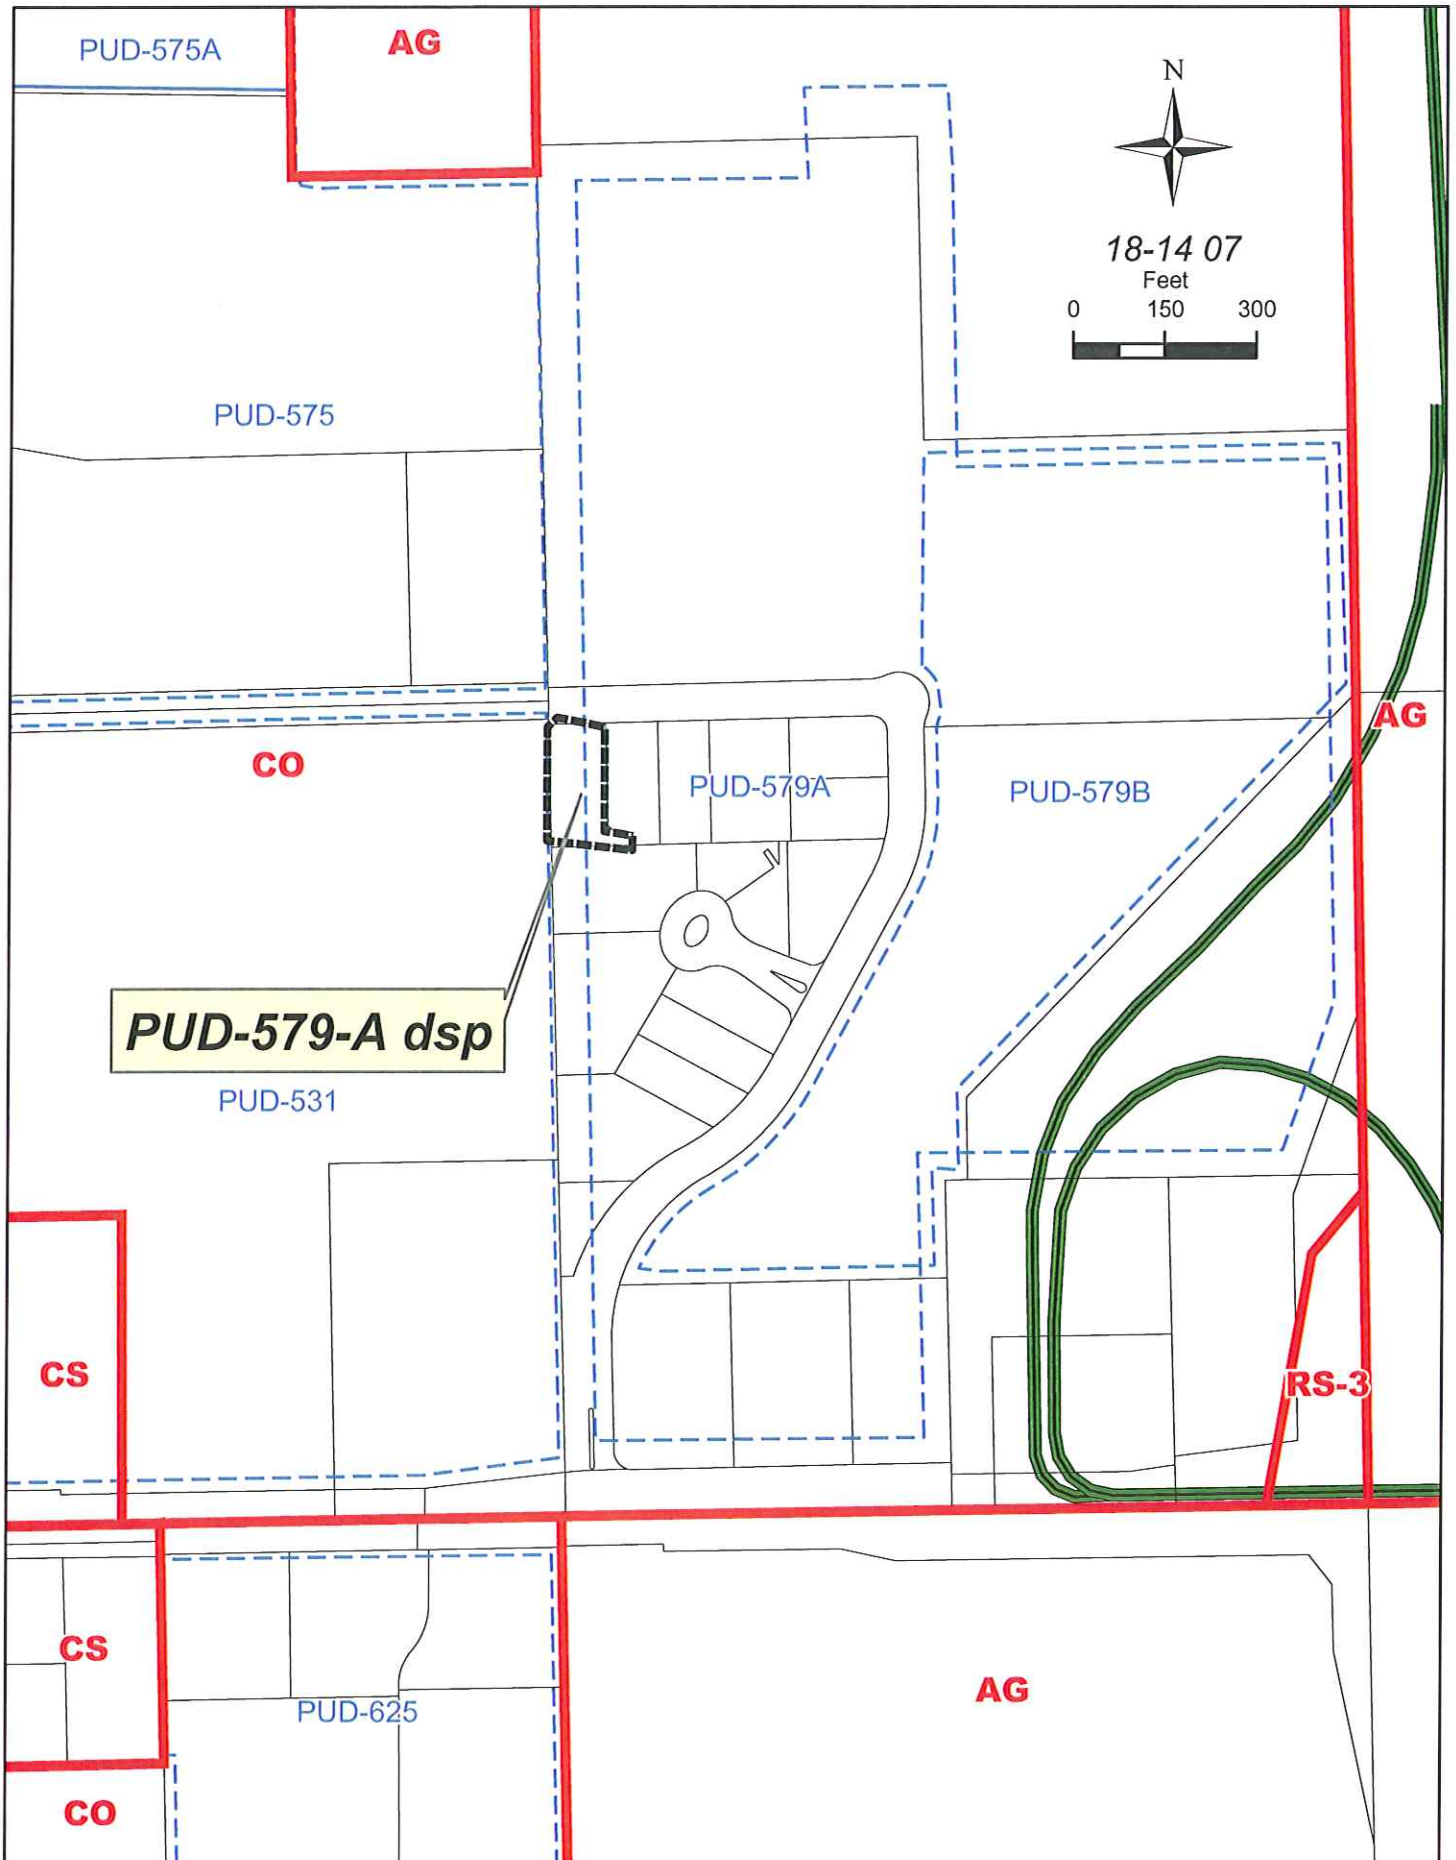 PUD-575A
AG
N
18-14 07
Feet
0 150 300
PUD-575
AG
CO
PUD-579A
PUD-579B
PUD-579-A dsp
PUD-531
CS
RS-3
CS
AG
PUD-625
CO